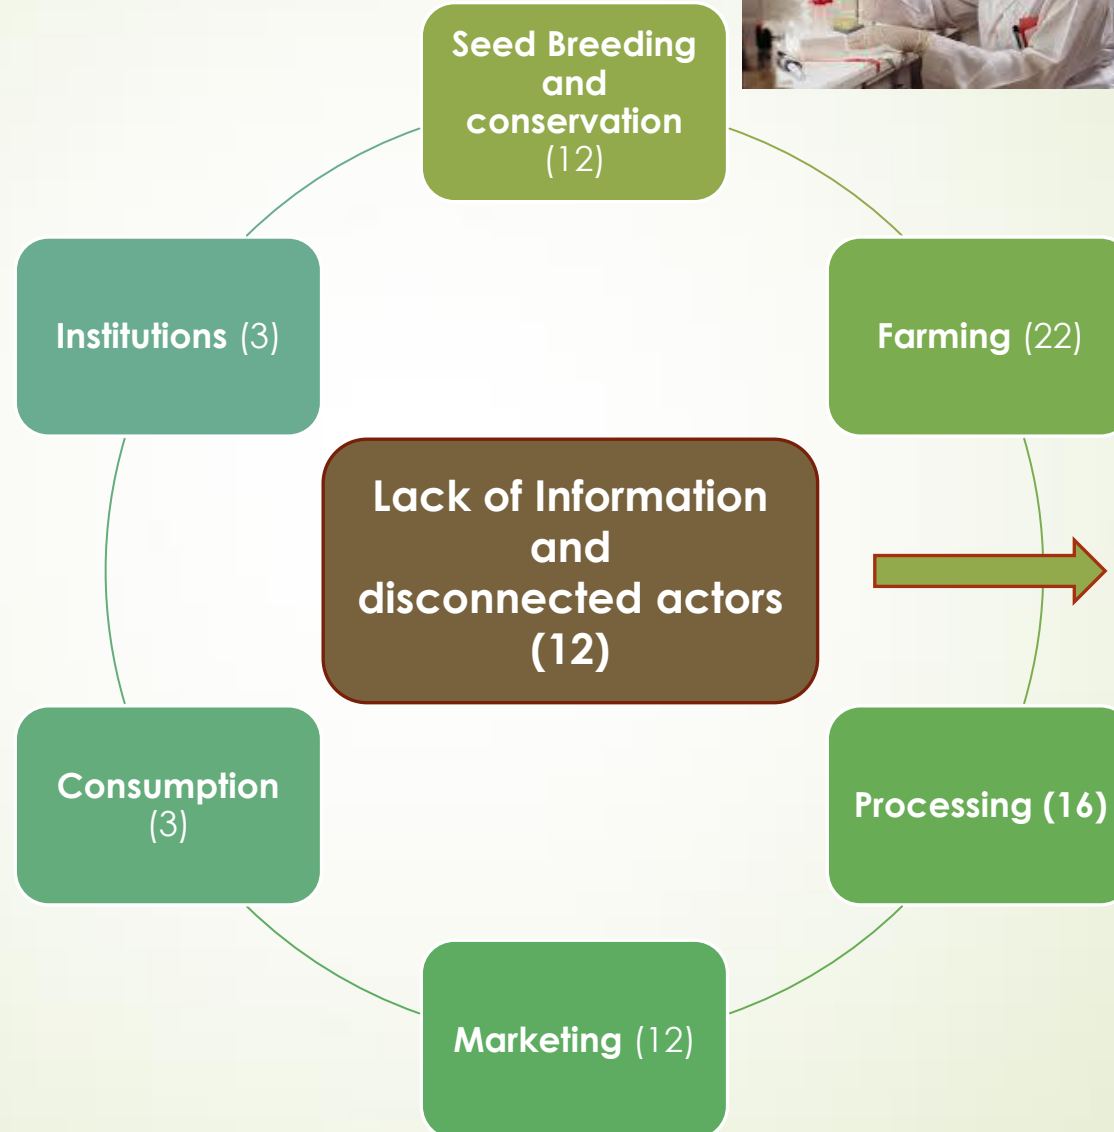 Seed Breeding
and
conservation
(12)
Institutions (3)
Farming (22)
Lack of Information
and
disconnected actors
(12)
Consumption
(3)
Processing (16)
Marketing (12)